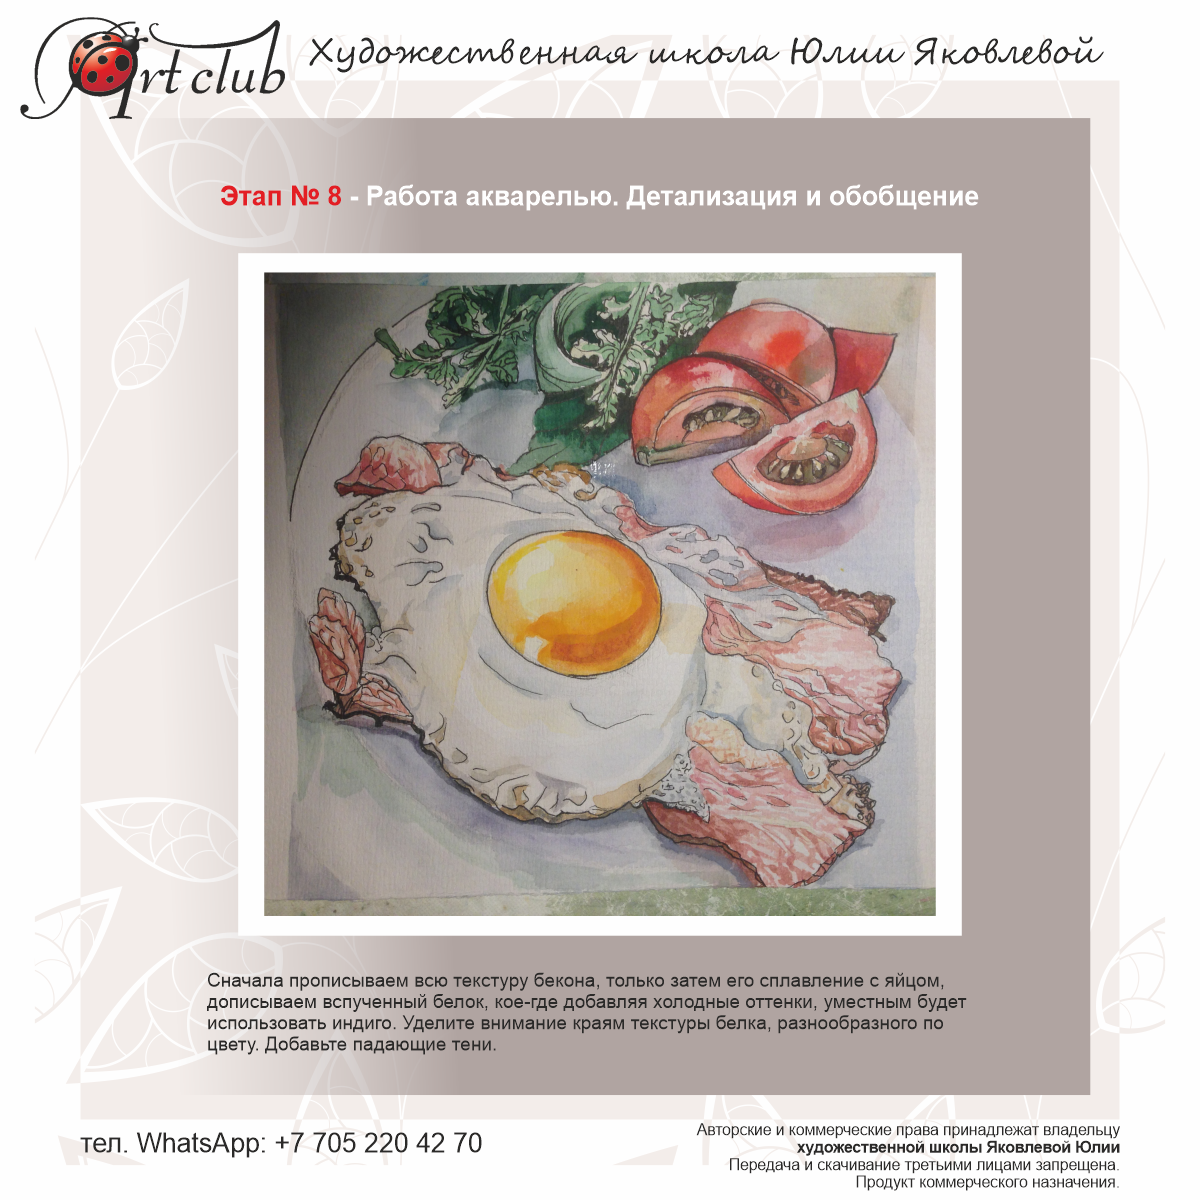 Art club
Художественная школа Юлии Яковлевой
Этап № 8 - Работа акварелью. Детализация и обобщение
Сначала прописываем всю текстуру бекона, только затем его сплавление с яйцом,
дописываем вспученный белок, кое-где добавляя холодные оттенки, уместным будет
использовать индиго. Уделите внимание краям текстуры белка, разнообразного по
цвету. Добавьте падающие тени.
тел. WhatsApp: +7 705 220 42 70
Авторские и коммерческие права принадлежат владельцу
художественной школы Яковлевой Юлии
Передача и скачивание третьими лицами запрещена.
Продукт коммерческого назначения.